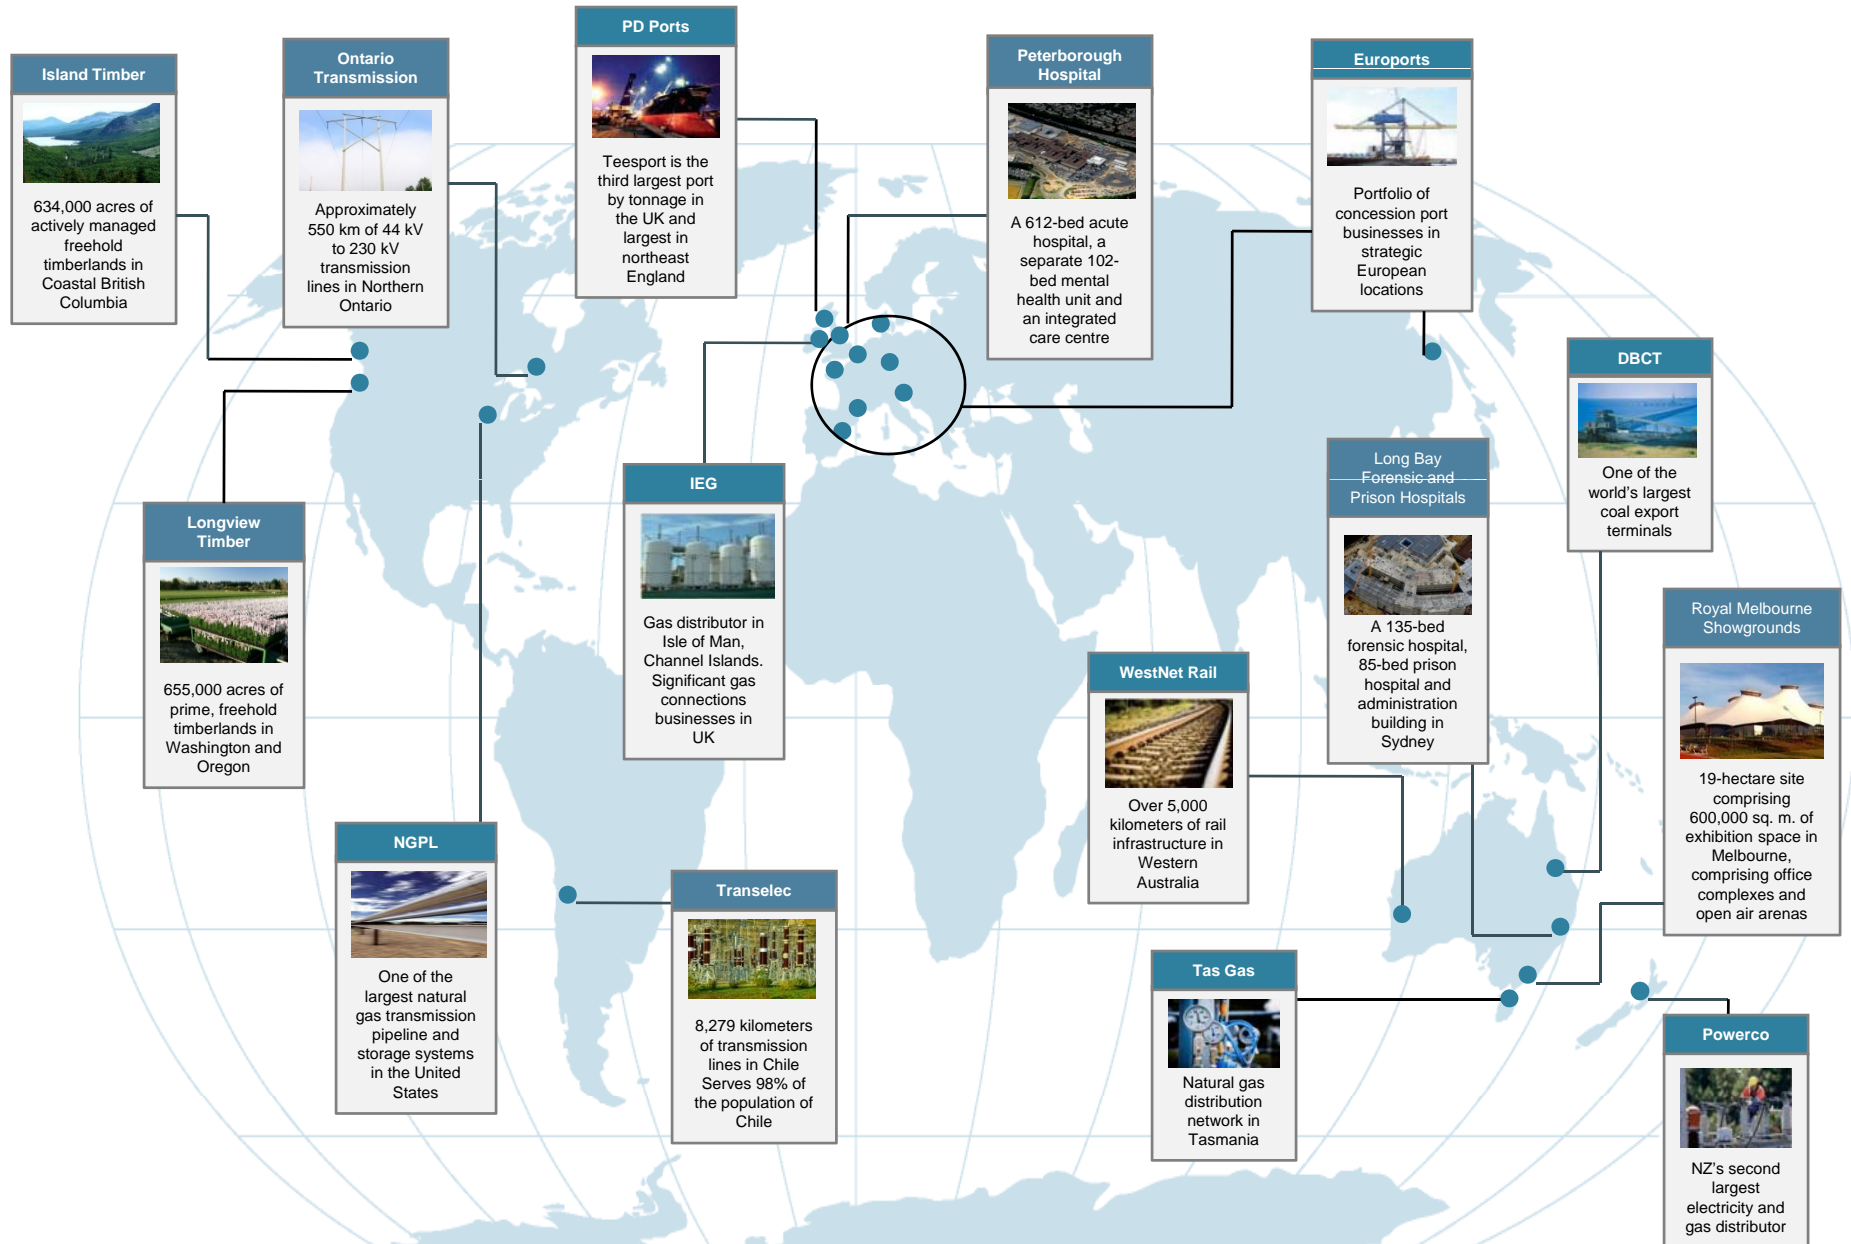 Island Timber
634,000 acres of
actively managed
freehold
timberlands in
Coastal British
Columbia
Ontario
Transmission
Approximately
550 km of 44 kV
to 230 kV
transmission
lines in Northern
Ontario
PD Ports
Teesport is the
third largest port
by tonnage in
the UK and
largest in
northeast
England
Peterborough
Hospital
A 612-bed acute
hospital, a
separate 102-
bed mental
health unit and
an integrated
care centre
Euroports
Portfolio of
concession port
businesses in
strategic
European
locations
DBCT
One of the
world's largest
coal export
terminals
Longview
Timber
655,000 acres of
prime, freehold
timberlands in
Washington and
Oregon
IEG
Gas distributor in
Isle of Man,
Channel Islands.
Significant gas
connections
businesses in
UK
Long Bay
Forensic and
Prison Hospitals
A 135-bed
forensic hospital,
85-bed prison
hospital and
administration
building in
Sydney
Royal Melbourne
Showgrounds
19-hectare site
comprising
600,000 sq. m. of
exhibition space in
Melbourne,
comprising office
complexes and
open air arenas
WestNet Rail
Over 5,000
kilometers of rail
infrastructure in
Western
Australia
NGPL
One of the
largest natural
gas transmission
pipeline and
storage systems
in the United
States
Transelec
8,279 kilometers
of transmission
lines in Chile
Serves 98% of
the population of
Chile
Tas Gas
Natural gas
distribution
network in
Tasmania
Powerco
NZ's second
largest
electricity and
gas distributor